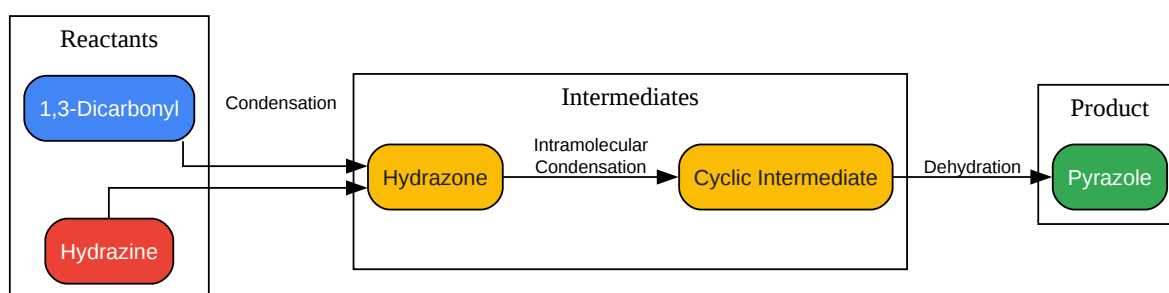 Reactants
1,3-Dicarbonyl
Hydrazine
Condensation
Intermediates
Hydrazone
Intramolecular
Condensation
Cyclic Intermediate
Dehydration
Product
Pyrazole